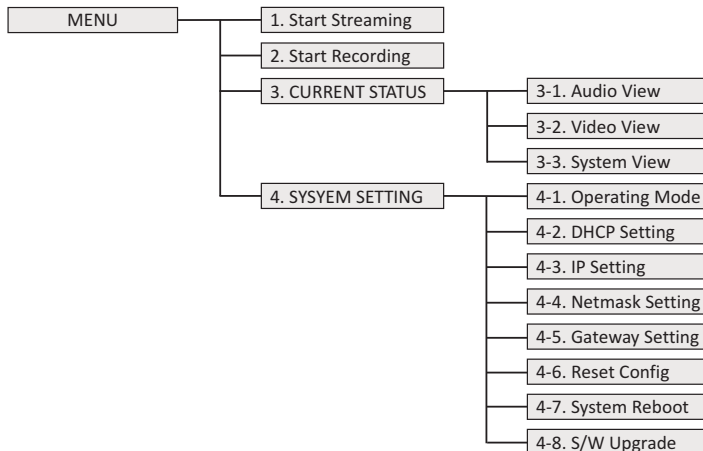 MENU
1. Start Streaming
2. Start Recording
3. CURRENT STATUS
3-1. Audio View
3-2. Video View
3-3. System View
4. SYSYEM SETTING
4-1. Operating Mode
4-2. DHCP Setting
4-3. IP Setting
4-4. Netmask Setting
4-5. Gateway Setting
4-6. Reset Config
4-7. System Reboot
4-8. S/W Upgrade